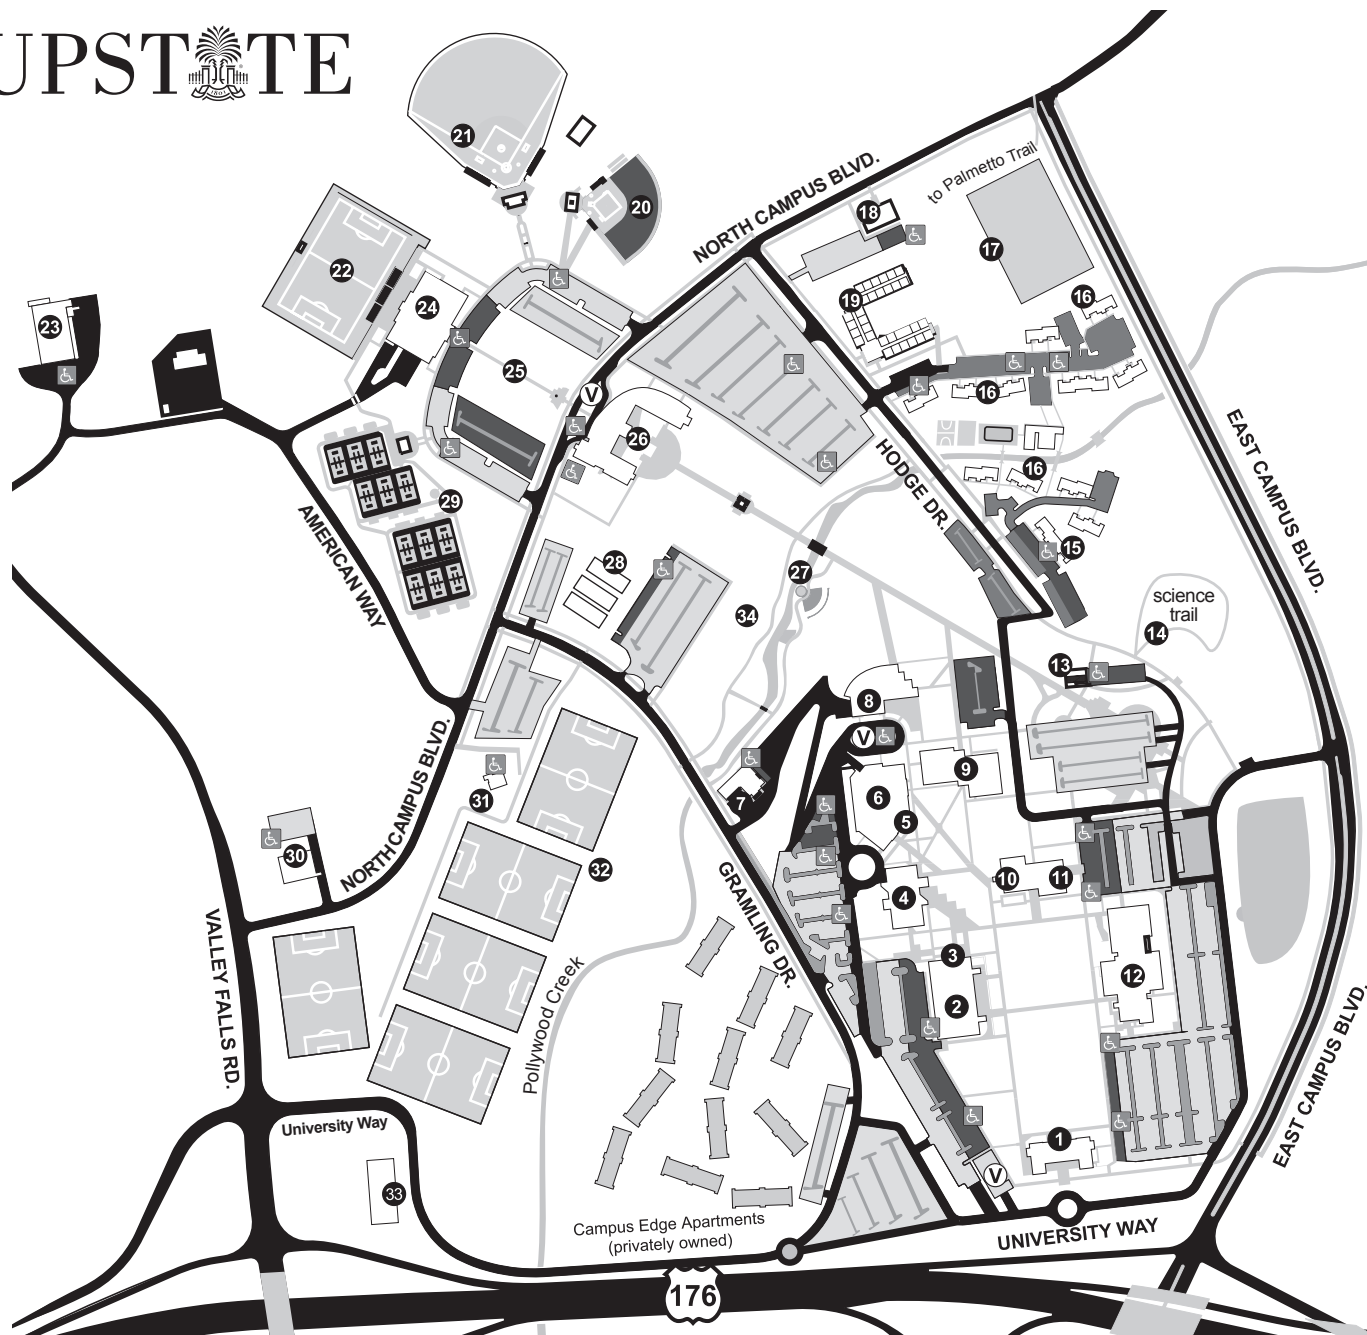 UPSTATE
1801
21
20
NORTH CAMPUS BLVD.
to Palmetto Trail
18
17
22
24
23
19
16
25
V
16
26
HODGE DR.
EAST CAMPUS BLVD.
16
29
AMERICAN WAY
15
28
27
science
trail
34
14
13
8
V
9
NORTH CAMPUS BLVD.
31
7
6
5
30
32
GRAMLING DR.
10
11
4
VALLEY FALLS RD.
3
12
2
Pollywood Creek
EAST CAMPUS BLVD.
University Way
1
V
33
Campus Edge Apartments
(privately owned)
UNIVERSITY WAY
176